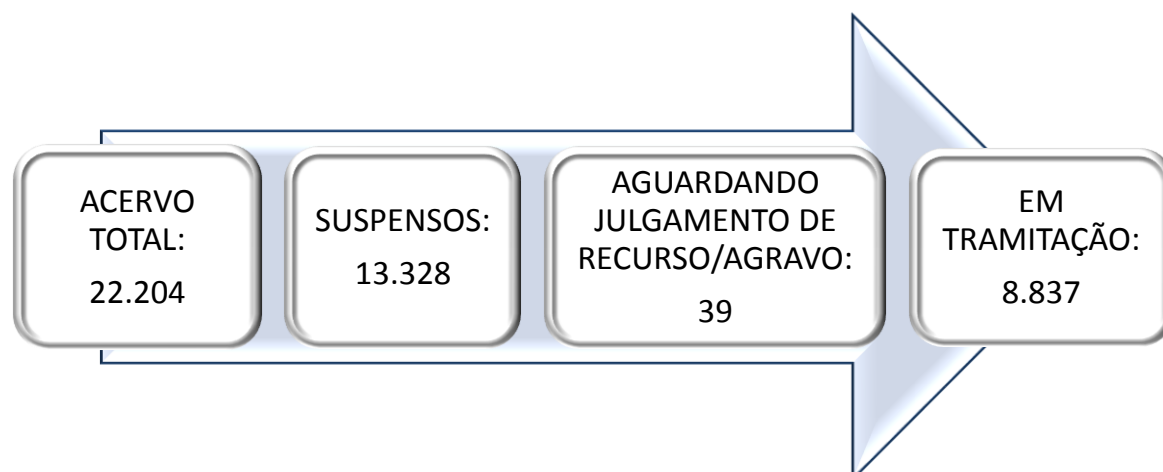 ACERVO
TOTAL:
22.204
SUSPENSOS:
13.328
AGUARDANDO
JULGAMENTO DE
RECURSO/AGRAVO:
39
EM
TRAMITAÇÃO:
8.837